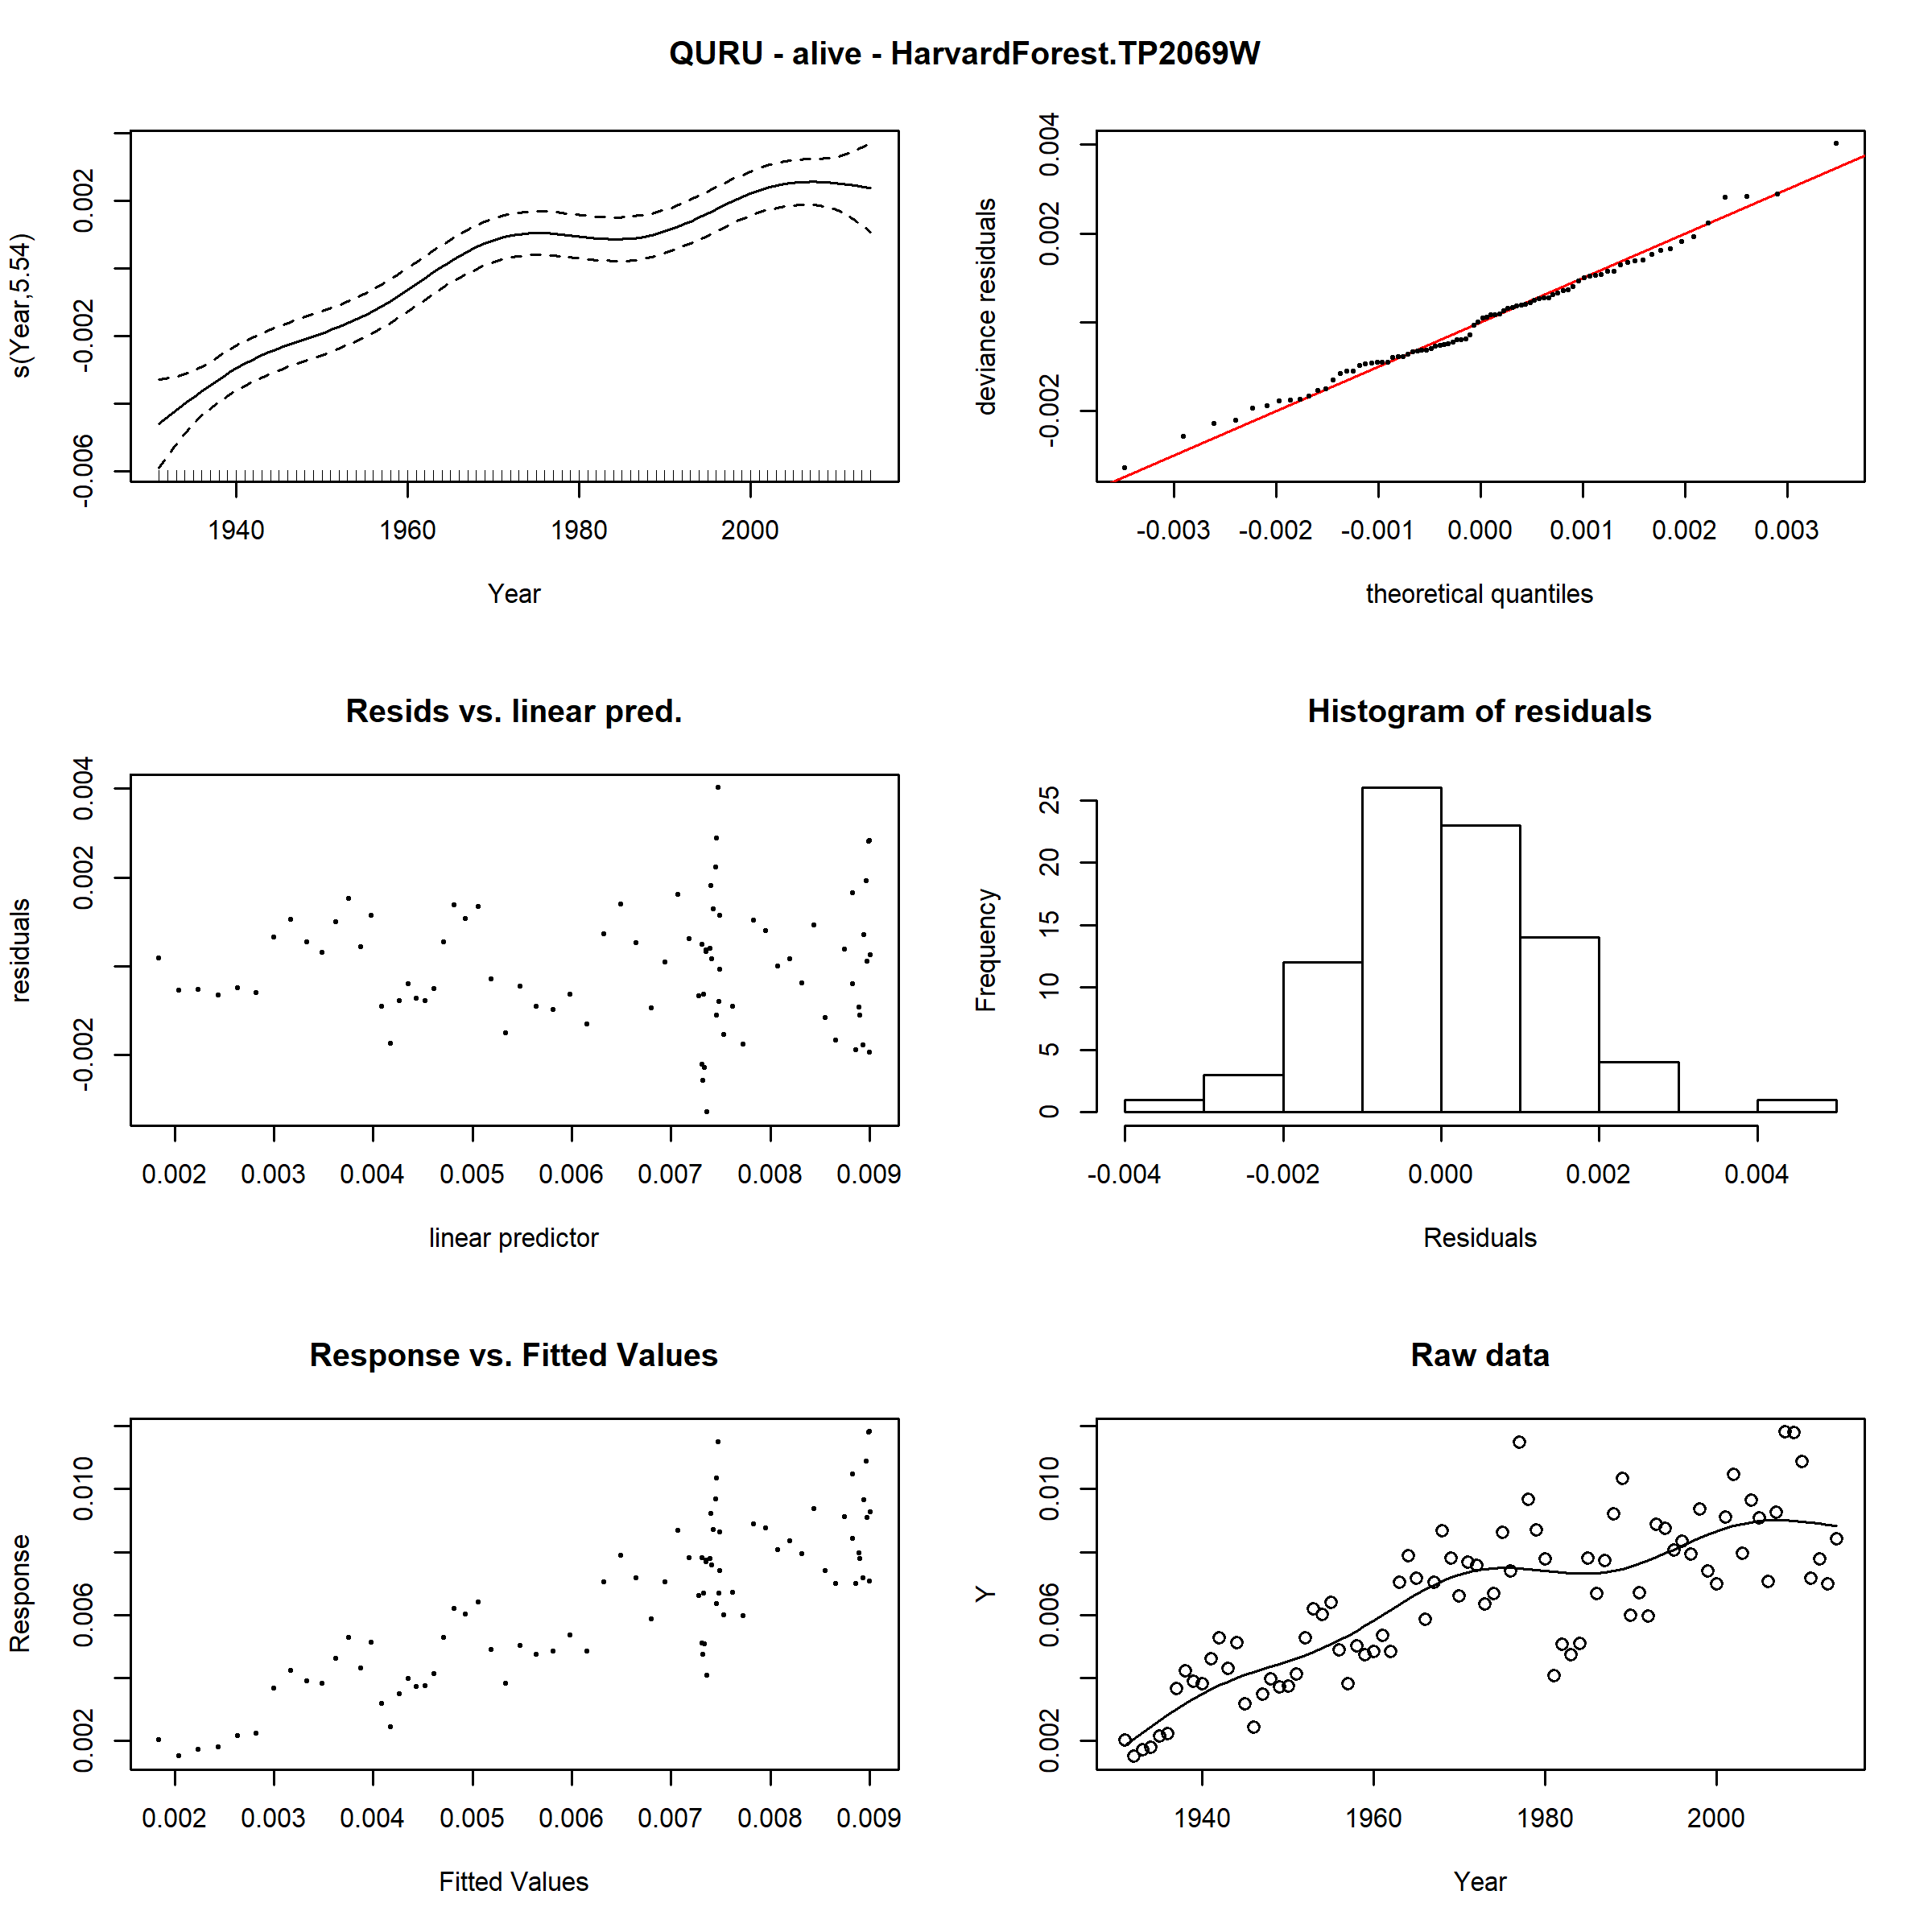 QURU - alive - HarvardForest.TP2069W
s(Year,5.54)
-0.006 -0.002 0.002
1940 1960 1980 2000
Year
deviance residuals
-0.002 0.002 0.004
-0.003 -0.002 -0.001 0.000 0.001 0.002 0.003
theoretical quantiles
Resids vs. linear pred.
residuals
-0.002 0.002 0.004
0.002 0.003 0.004 0.005 0.006 0.007 0.008 0.009
linear predictor
Histogram of residuals
Frequency
0 5 10 15 20 25
-0.004 -0.002 0.000 0.002 0.004
Residuals
Response vs. Fitted Values
Response
0.002 0.006 0.010
0.002 0.003 0.004 0.005 0.006 0.007 0.008 0.009
Fitted Values
Raw data
Y
0.002 0.006 0.010
1940 1960 1980 2000
Year